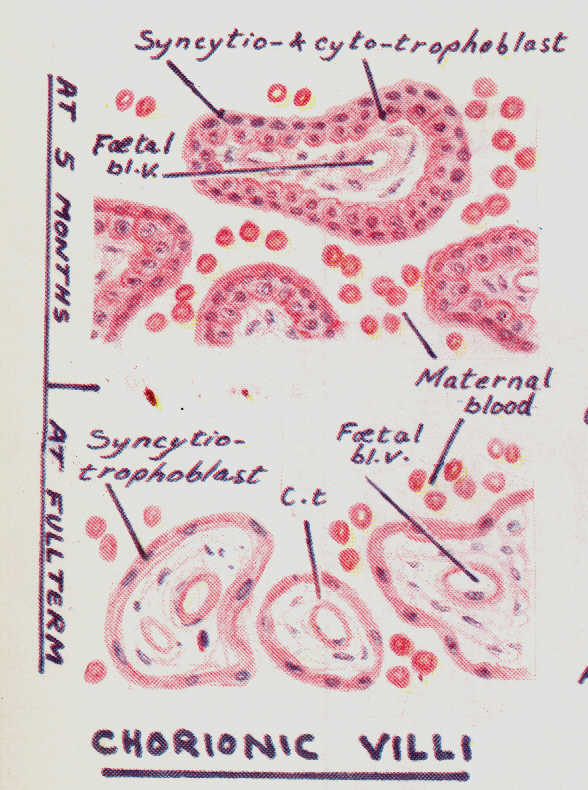 Syncytio-& cyto-trophoblast
Fœtal
bl.v.
AT 5 MONTHS
Maternal
blood
AT FULLTERM
Syncytio-
trophoblast
Fœtal
bl.v.
C.t
CHORIONIC VILLI